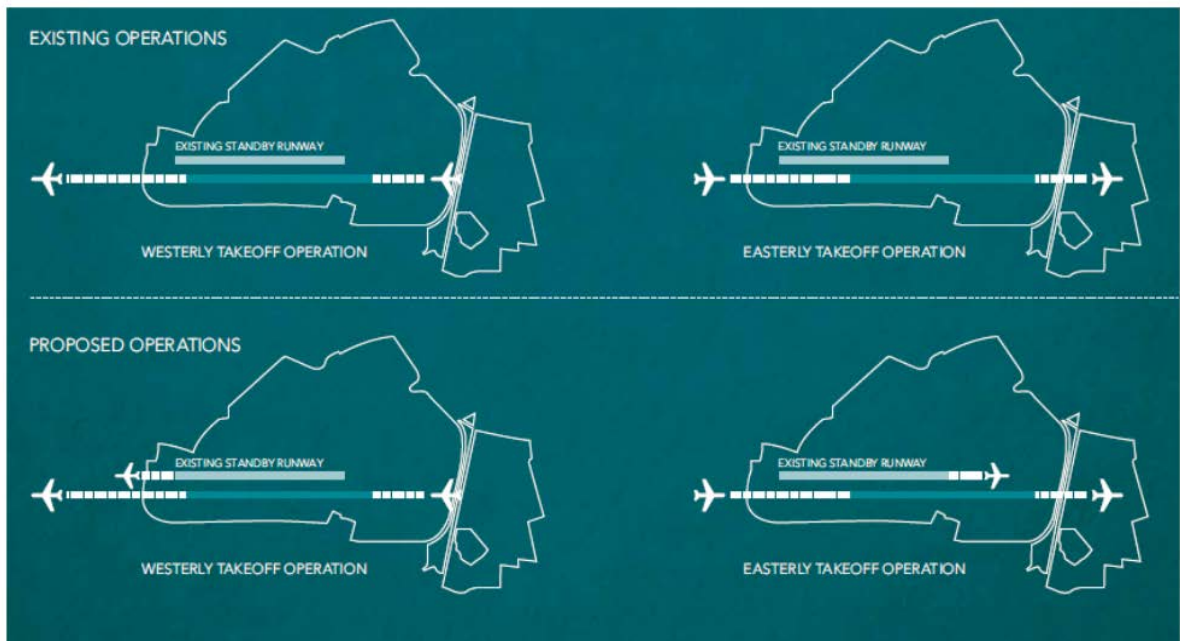 EXISTING OPERATIONS
EXISTING STANDBY RUNWAY
EXISTING STANDBY RUNWAY
WESTERLY TAKEOFF OPERATION
EASTERLY TAKEOFF OPERATION
PROPOSED OPERATIONS
EXISTING STANDBY RUNWAY
EXISTING STANDBY RUNWAY
WESTERLY TAKEOFF OPERATION
EASTERLY TAKEOFF OPERATION